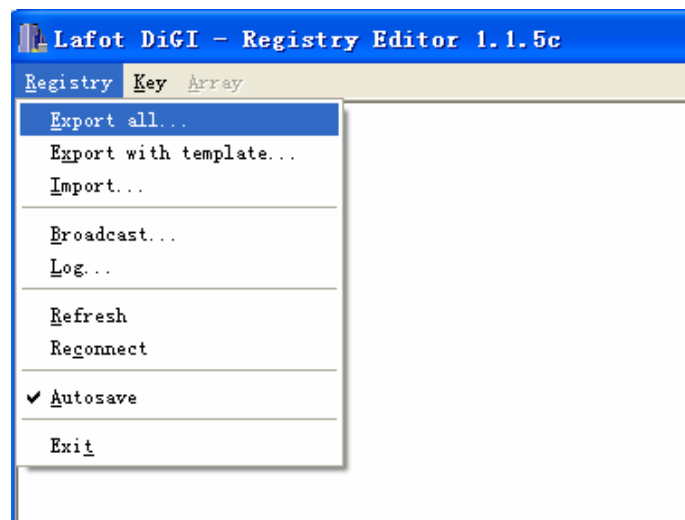 Lafot DiGI - Registry Editor 1.1.5c
Registry Key Array
Export all...
Export with template...
Import...
Broadcast...
Log...
Refresh
Reconnect
Autosave
Exit